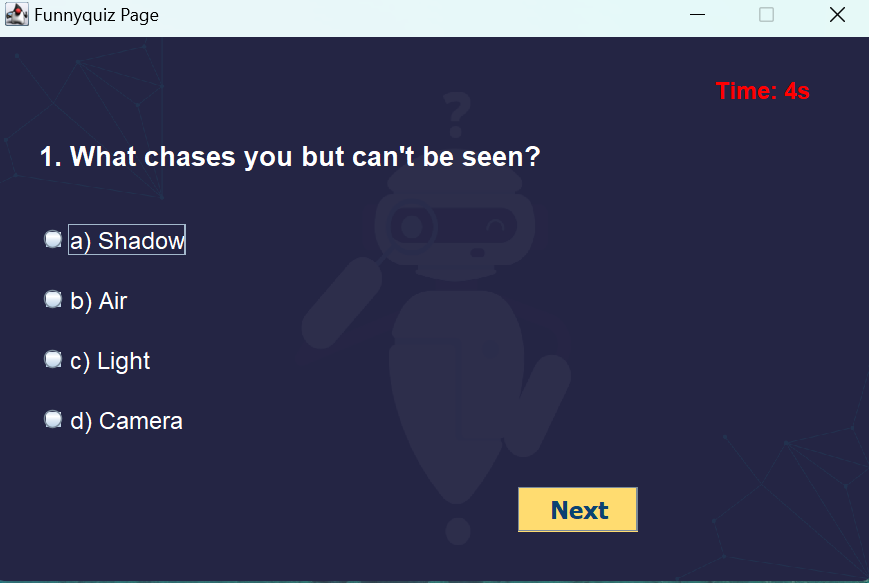 Funnyquiz Page
Time: 4s
?
1. What chases you but can't be seen?
a) Shadow
b) Air
c) Light
d) Camera
Next